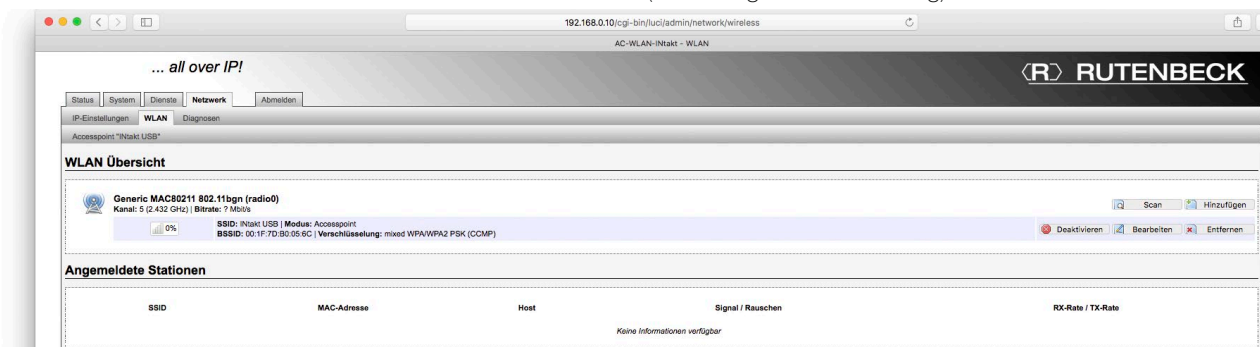 192.168.0.10/cgi-bin/luci/admin/network/wireless
AC-WLAN-INtakt - WLAN
... all over IP!
⟨R⟩ RUTENBECK
Status System Dienste Netzwerk Abmelden
IP-Einstellungen WLAN Diagnosen
Accesspoint "INtakt USB"
WLAN Übersicht
Generic MAC80211 802.11bgn (radio0)
Kanal: 5 (2.432 GHz) | Bitrate: ? Mbit/s
Scan Hinzufügen
0%
SSID: INtakt USB | Modus: Accesspoint
BSSID: 00:1F:7D:B0:05:6C | Verschlüsselung: mixed WPA/WPA2 PSK (CCMP)
Deaktivieren Bearbeiten Entfernen
Angemeldete Stationen
SSID MAC-Adresse Host Signal / Rauschen RX-Rate / TX-Rate
Keine Informationen verfügbar